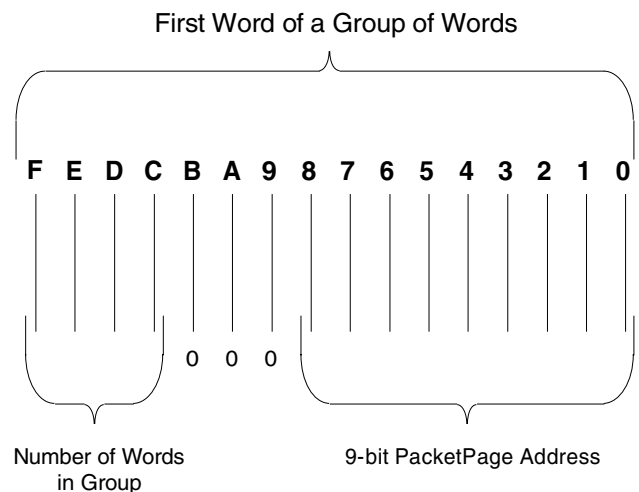 First Word of a Group of Words
F E D C B A 9 8 7 6 5 4 3 2 1 0
0 0 0
Number of Words
in Group
9-bit PacketPage Address